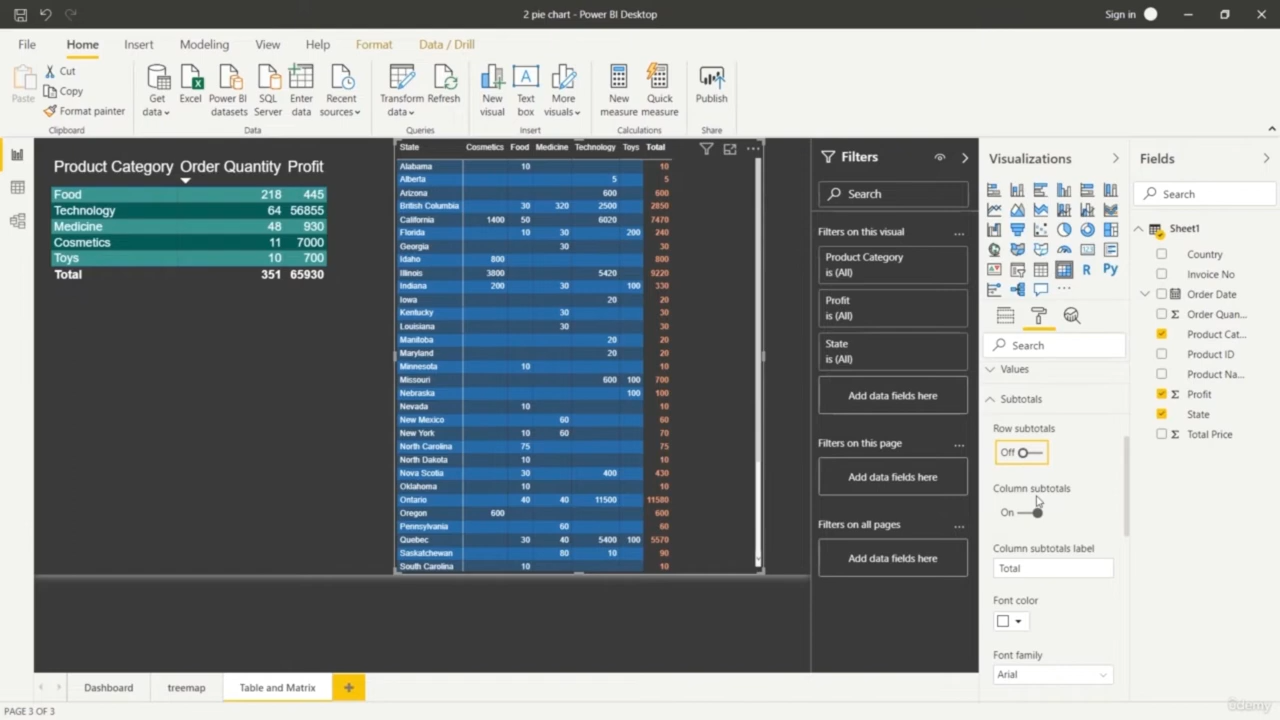 2 pie chart - Power BI Desktop
Sign in
File
Home
Insert
Modeling
View
Help
Format
Data / Drill
Paste
Cut
Copy
Format painter
Clipboard
Get data
Excel
Power BI datasets
SQL Server
Enter data
Recent sources
Data
Transform data
Refresh
Queries
New visual
Text box
More visuals
Insert
New measure
Quick measure
Calculations
Publish
Share
Product Category Order Quantity Profit
Food 218 445
Technology 64 56855
Medicine 48 930
Cosmetics 11 7000
Toys 10 700
Total 351 65930
State Cosmetics Food Medicine Technology Toys Total
Alabama 10 10
Alberta 5 5
Arizona 600 600
British Columbia 30 320 2500 2850
California 1400 50 6020 7470
Florida 10 30 200 240
Georgia 30 30
Idaho 800 800
Illinois 3800 5420 9220
Indiana 200 30 100 330
Iowa 20 20
Kentucky 30 30
Louisiana 30 30
Manitoba 20 20
Maryland 20 20
Minnesota 10 10
Missouri 600 100 700
Nebraska 100 100
Nevada 10 10
New Mexico 60 60
New York 10 60 70
North Carolina 75 75
North Dakota 10 10
Nova Scotia 30 400 430
Oklahoma 10 10
Ontario 40 40 11500 11580
Oregon 600 600
Pennsylvania 60 60
Quebec 30 40 5400 100 5570
Saskatchewan 80 10 90
South Carolina 10 10
Filters
Search
Filters on this visual
Product Category
is (All)
Profit
is (All)
State
is (All)
Add data fields here
Filters on this page
Add data fields here
Filters on all pages
Add data fields here
Visualizations
R Py
Search
Values
Subtotals
Row subtotals
Off
Column subtotals
On
Column subtotals label
Total
Font color
Font family
Arial
Fields
Search
Sheet1
Country
Invoice No
Order Date
Σ Order Quan...
Product Cat...
Product ID
Product Na...
Σ Profit
State
Σ Total Price
Dashboard
treemap
Table and Matrix
PAGE 3 OF 3
ûdemy